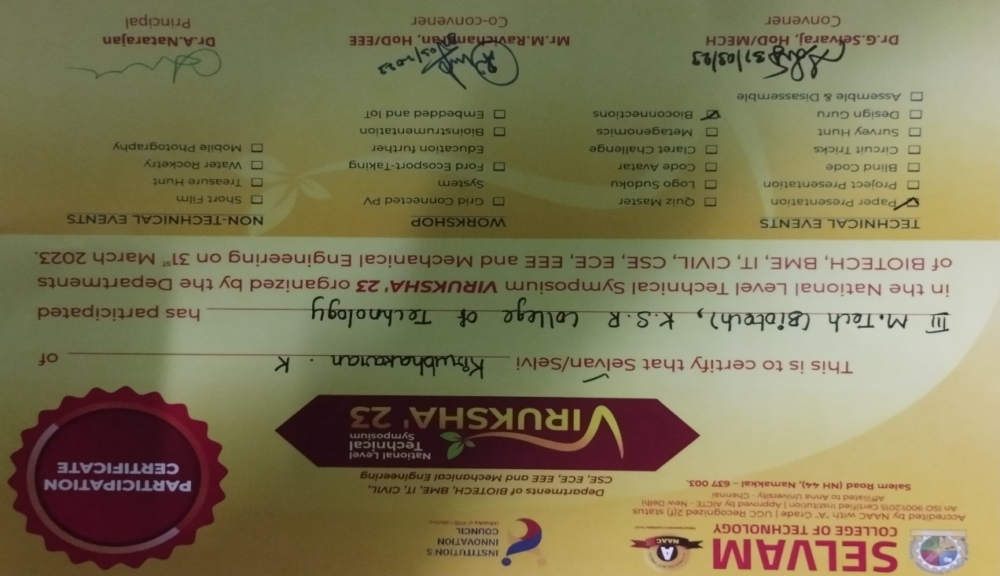 SELVAM
COLLEGE OF TECHNOLOGY
A
NAAC
INSTITUTION'S
INNOVATION
COUNCIL
(Ministry of HRD Initiative)
Accredited by NAAC with "A" Grade | UGC Recognized 2(f) status
An ISO 9001:2015 Certified Institution | Approved by AICTE - New Delhi
Affiliated to Anna University - Chennai
Salem Road (NH 44), Namakkal - 637 003.
Departments of BIOTECH, BME, IT, CIVIL,
CSE, ECE, EEE and Mechanical Engineering
National Level
Technical
Symposium
VIRUKSHA' 23
PARTICIPATION
CERTIFICATE
This is to certify that Selvan/Selvi Kirubhakaran . K of
III M.Tech (Biotech), K.S.R College of Technology has participated
in the National Level Technical Symposium VIRUKSHA' 23 organized by the Departments
of BIOTECH, BME, IT, CIVIL, CSE, ECE, EEE and Mechanical Engineering on 31st March 2023.
TECHNICAL EVENTS
Paper Presentation
Project Presentation
Blind Code
Circuit Tricks
Survey Hunt
Design Guru
Assemble & Disassemble
Quiz Master
Logo Sudoku
Code Avatar
Claret Challenge
Metagenomics
Bioconnections
WORKSHOP
Grid Connected PV
System
Ford Ecosport-Taking
Education further
Bioinstrumentation
Embedded and IoT
NON-TECHNICAL EVENTS
Short Film
Treasure Hunt
Water Rocketry
Mobile Photography
31/03/23
Dr.G.Selvaraj, HoD/MECH
Convener
Mr.M.Ravichandran, HoD/EEE
Co-convener
Dr.A.Natarajan
Principal